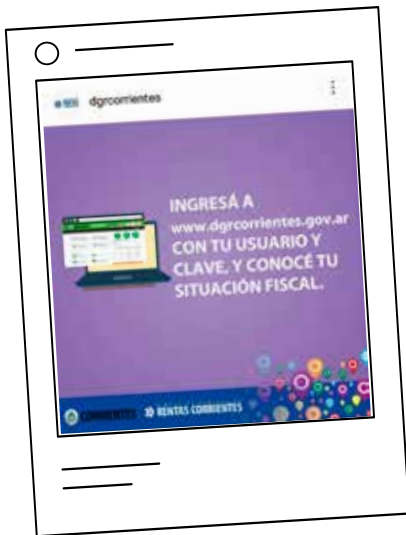 dgrcorrientes
INGRESÁ A
www.dgrcorrientes.gov.ar
CON TU USUARIO Y
CLAVE, Y CONOCÉ TU
SITUACIÓN FISCAL.
CORRIENTES RENTAS CORRIENTES